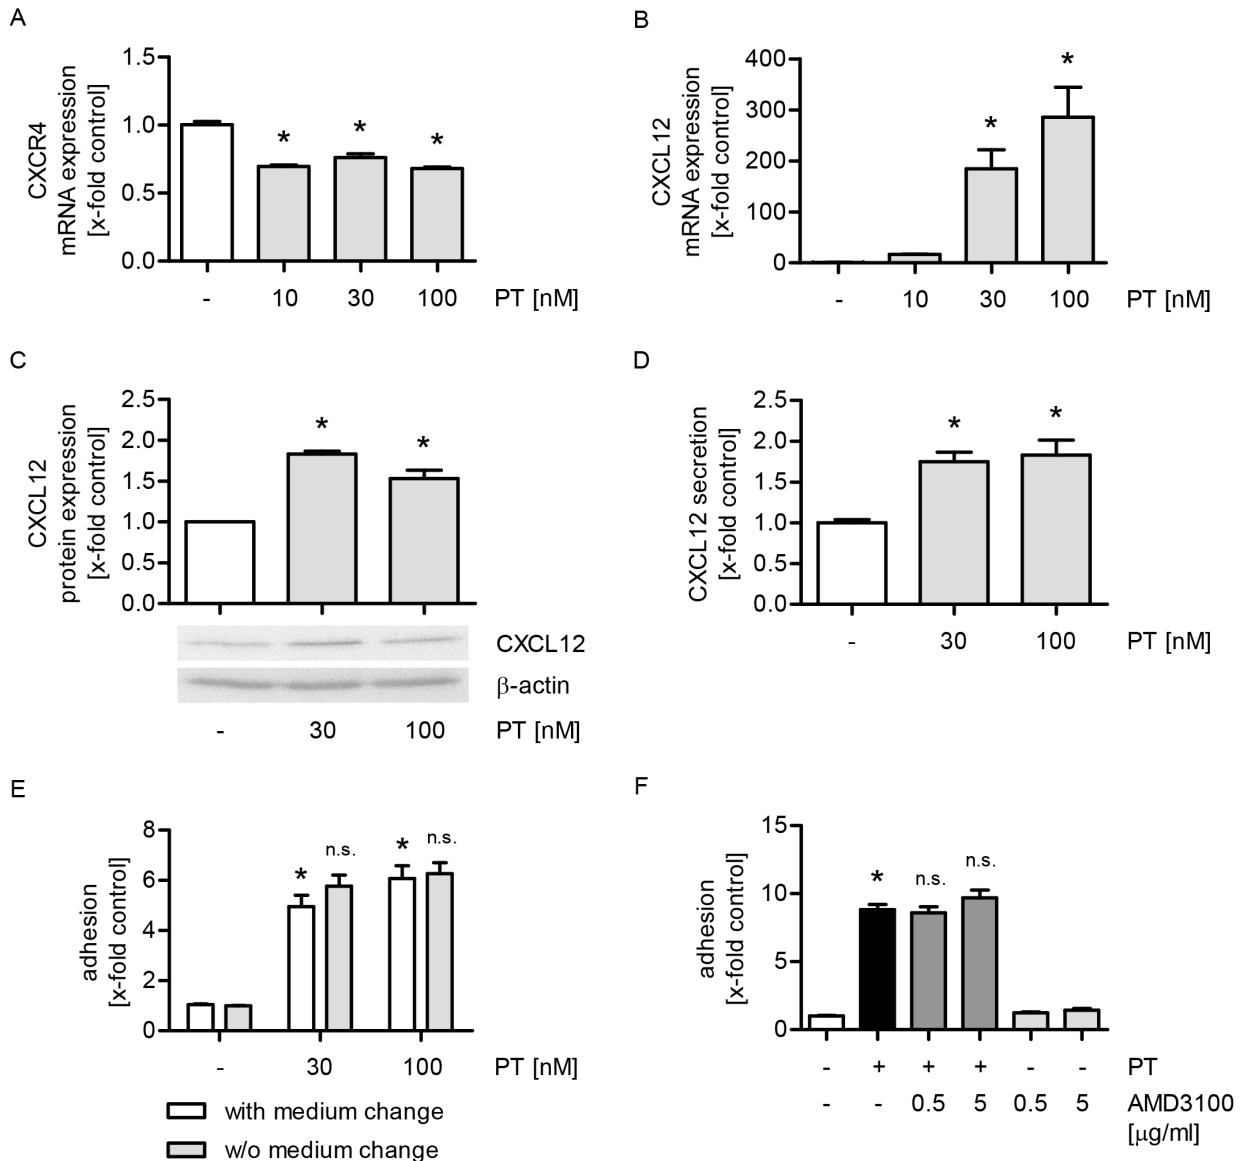 A
CXCR4
mRNA expression
[x-fold control]
1.5
1.0
0.5
0.0
*
*
*
-
10
30
100
PT [nM]
B
CXCL12
mRNA expression
[x-fold control]
400
300
200
100
0
*
*
-
10
30
100
PT [nM]
C
CXCL12
protein expression
[x-fold control]
2.5
2.0
1.5
1.0
0.5
0.0
*
*
CXCL12
β-actin
-
30
100
PT [nM]
D
CXCL12 secretion
[x-fold control]
2.5
2.0
1.5
1.0
0.5
0.0
*
*
-
30
100
PT [nM]
E
adhesion
[x-fold control]
8
6
4
2
0
*
n.s.
*
n.s.
-
30
100
PT [nM]
with medium change
w/o medium change
F
adhesion
[x-fold control]
15
10
5
0
*
n.s.
n.s.
- + + + - - PT
- - 0.5 5 0.5 5 AMD3100
[μg/ml]